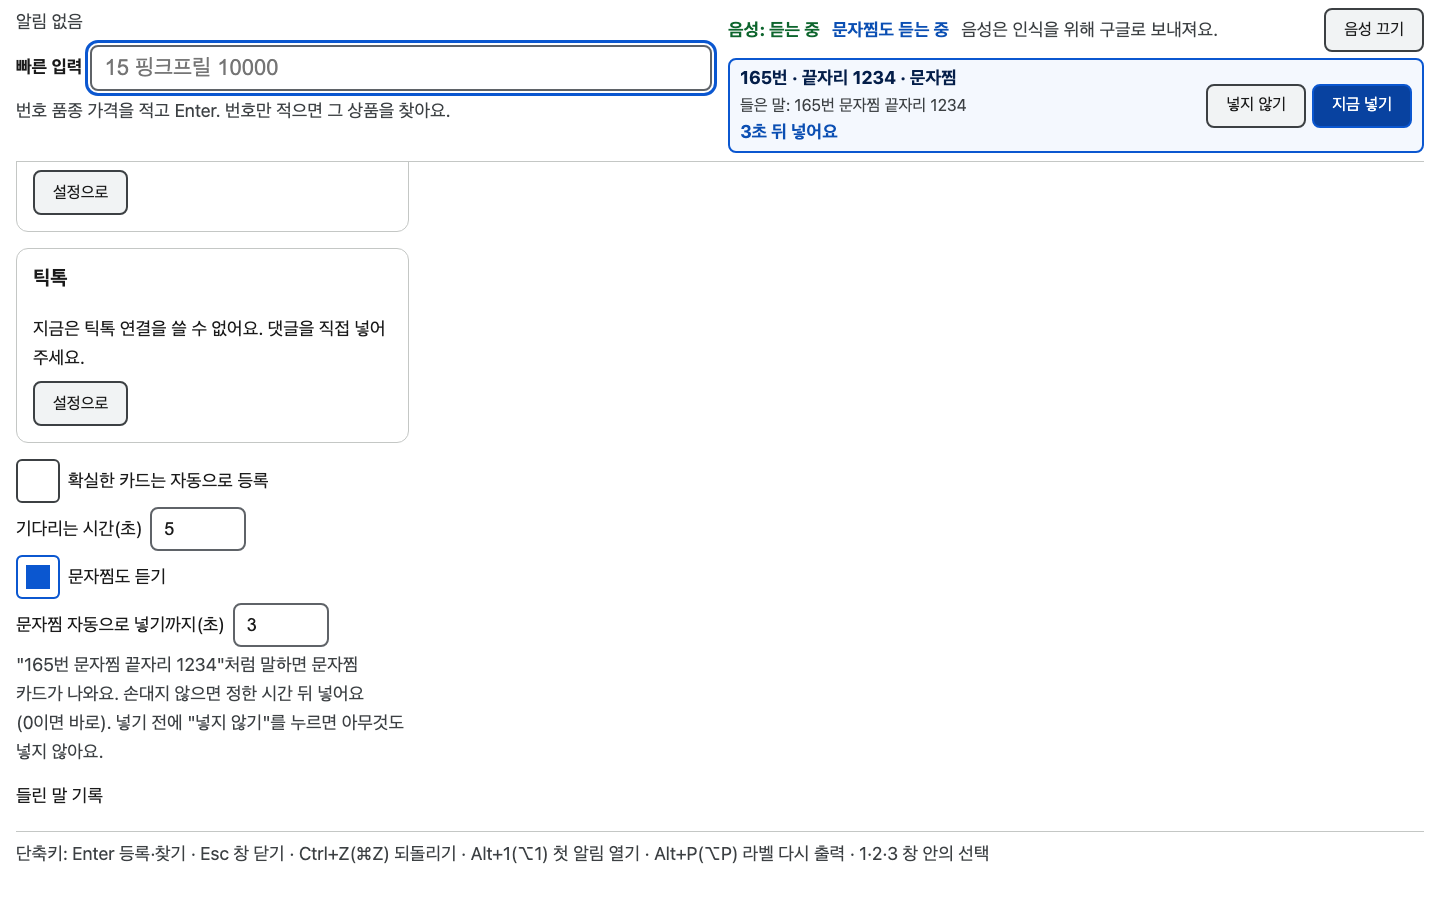 알림 없음
빠른 입력 15 핑크프릴 10000
번호 품종 가격을 적고 Enter. 번호만 적으면 그 상품을 찾아요.
음성: 듣는 중 문자찜도 듣는 중 음성은 인식을 위해 구글로 보내져요. 음성 끄기
165번 · 끝자리 1234 · 문자찜
들은 말: 165번 문자찜 끝자리 1234
3초 뒤 넣어요
넣지 않기 지금 넣기
설정으로
틱톡
지금은 틱톡 연결을 쓸 수 없어요. 댓글을 직접 넣어
주세요.
설정으로
확실한 카드는 자동으로 등록
기다리는 시간(초) 5
문자찜도 듣기
문자찜 자동으로 넣기까지(초) 3
"165번 문자찜 끝자리 1234"처럼 말하면 문자찜
카드가 나와요. 손대지 않으면 정한 시간 뒤 넣어요
(0이면 바로). 넣기 전에 "넣지 않기"를 누르면 아무것도
넣지 않아요.
들린 말 기록
단축키: Enter 등록·찾기 · Esc 창 닫기 · Ctrl+Z(⌘Z) 되돌리기 · Alt+1(⌥1) 첫 알림 열기 · Alt+P(⌥P) 라벨 다시 출력 · 1·2·3 창 안의 선택